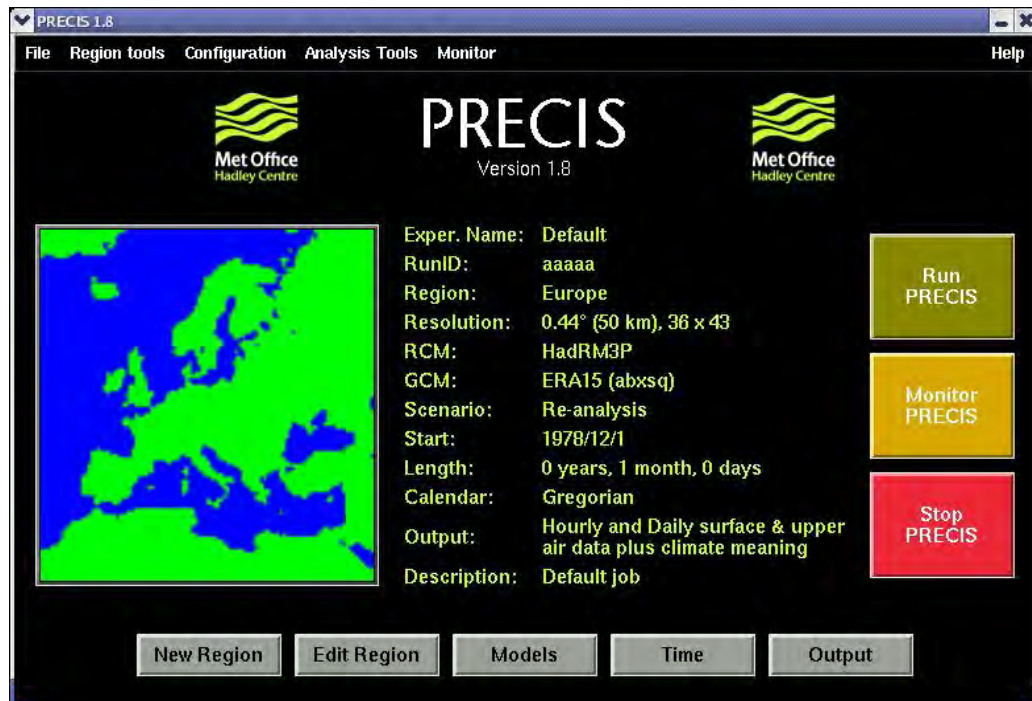 PRECIS 1.8
File Region tools Configuration Analysis Tools Monitor Help
Met Office
Hadley Centre
PRECIS
Version 1.8
Met Office
Hadley Centre
Exper. Name: Default
RunID: aaaaa
Region: Europe
Resolution: 0.44° (50 km), 36 x 43
RCM: HadRM3P
GCM: ERA15 (abxsq)
Scenario: Re-analysis
Start: 1978/12/1
Length: 0 years, 1 month, 0 days
Calendar: Gregorian
Output: Hourly and Daily surface & upper
air data plus climate meaning
Description: Default job
Run
PRECIS
Monitor
PRECIS
Stop
PRECIS
New Region Edit Region Models Time Output